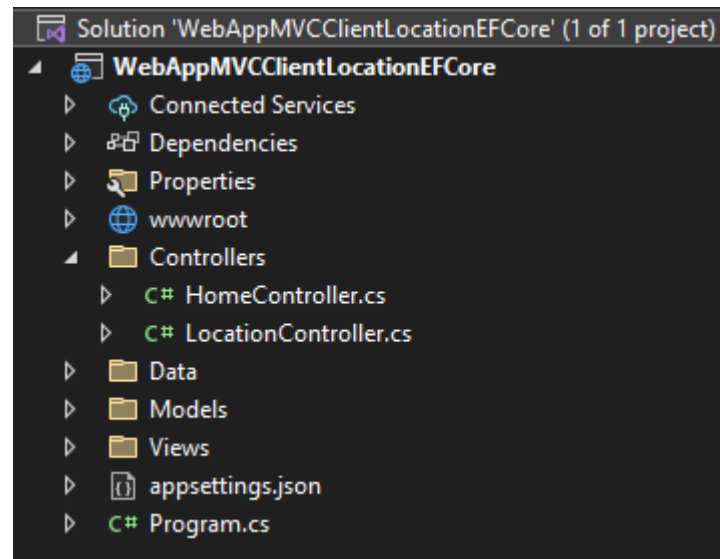 Solution 'WebAppMVCClientLocationEFCore' (1 of 1 project)
WebAppMVCClientLocationEFCore
Connected Services
Dependencies
Properties
wwwroot
Controllers
C# HomeController.cs
C# LocationController.cs
Data
Models
Views
appsettings.json
C# Program.cs